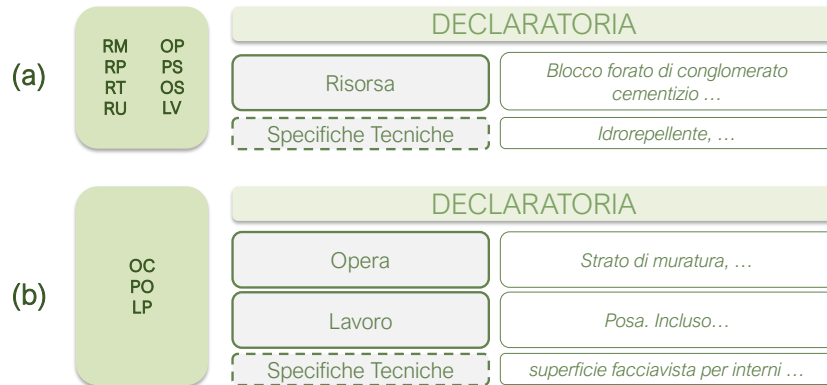 (a)
RM OP
RP PS
RT OS
RU LV
DECLARATORIA
Risorsa
Blocco forato di conglomerato
cementizio …
Specifiche Tecniche
Idrorepellente, …
(b)
OC
PO
LP
DECLARATORIA
Opera
Strato di muratura, …
Lavoro
Posa. Incluso…
Specifiche Tecniche
superficie facciavista per interni …